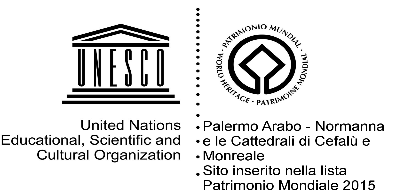 UNESCO
PATRIMONIO MUNDIAL • WORLD HERITAGE • PATRIMOINE MONDIAL •
United Nations
Educational, Scientific and
Cultural Organization
Palermo Arabo - Normanna
e le Cattedrali di Cefalù e
Monreale
Sito inserito nella lista
Patrimonio Mondiale 2015